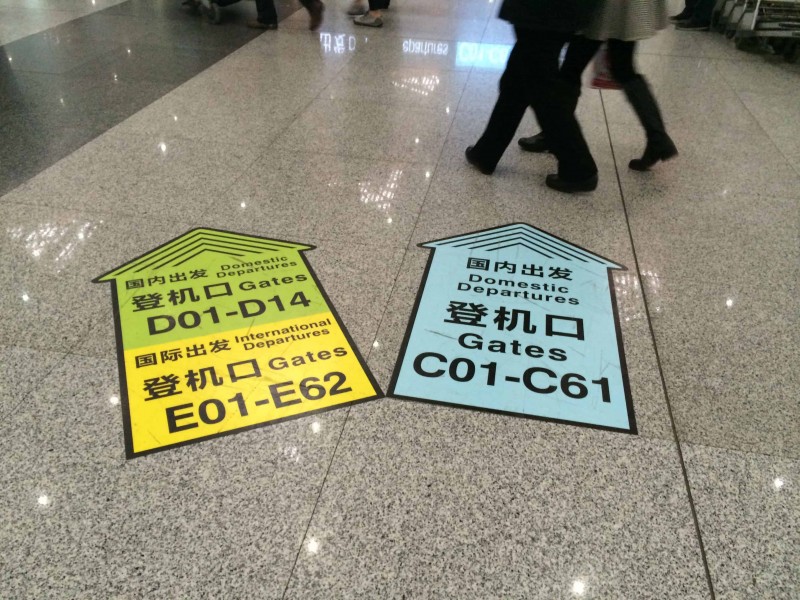 国内出发 Domestic Departures
登机口 Gates
D01-D14
国际出发 International Departures
登机口 Gates
E01-E62
国内出发
Domestic
Departures
登机口
Gates
C01-C61